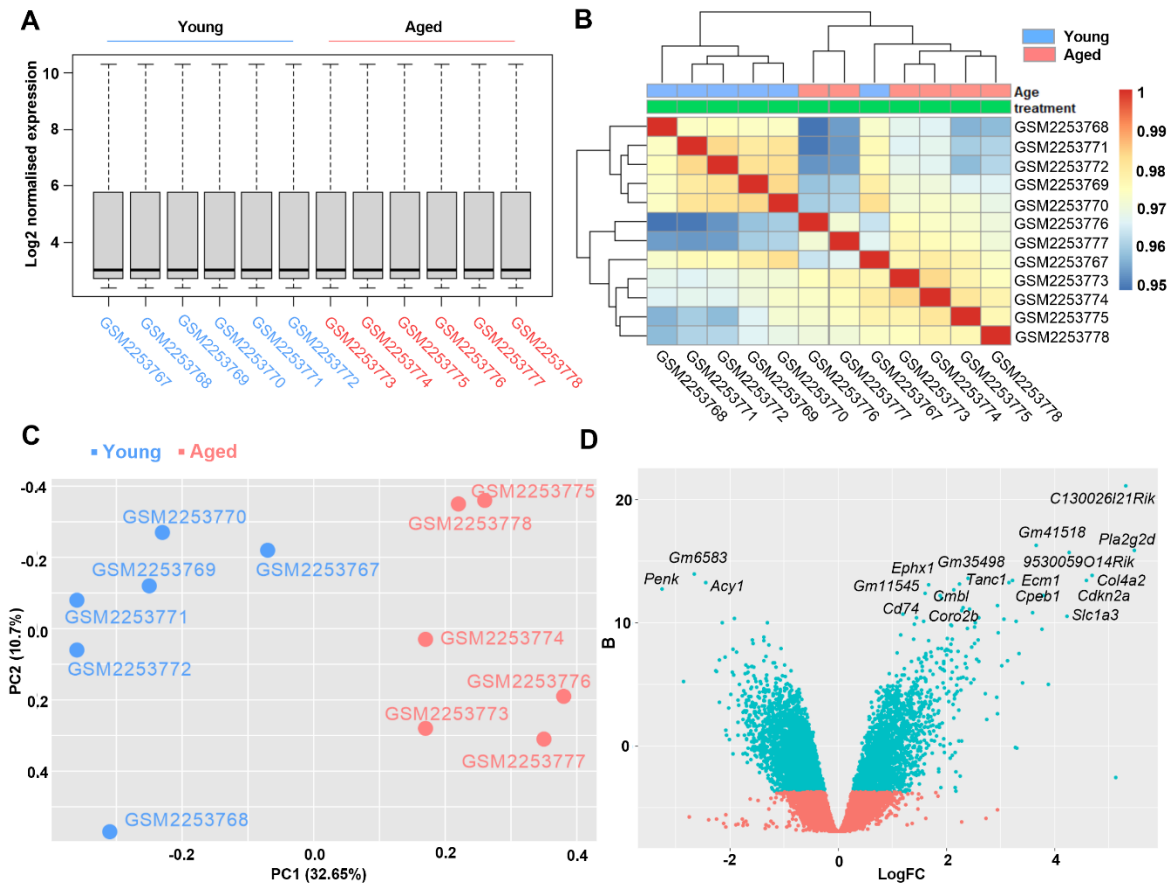 A
Young
Aged
Log2 normalised expression
10
6
4
GSM2253767
GSM2253768
GSM2253769
GSM2253770
GSM2253771
GSM2253772
GSM2253773
GSM2253774
GSM2253775
GSM2253776
GSM2253777
GSM2253778
B
Young
Aged
Age
treatment
1
0.99
0.97
0.96
0.95
GSM2253768
GSM2253771
GSM2253772
GSM2253769
GSM2253770
GSM2253776
GSM2253777
GSM2253767
GSM2253773
GSM2253774
GSM2253775
GSM2253778
GSM2253768
GSM2253771
GSM2253772
GSM2253769
GSM2253770
GSM2253776
GSM2253777
GSM2253767
GSM2253773
GSM2253774
GSM2253775
GSM2253778
C
Young
Aged
PC2 (10.7%)
-0.4
-0.2
0.0
0.2
0.4
GSM2253775
GSM2253778
GSM2253770
GSM2253767
GSM2253769
GSM2253771
GSM2253774
GSM2253772
GSM2253776
GSM2253773
GSM2253777
GSM2253768
-0.2
0.0
0.2
0.4
PC1 (32.65%)
D
B
20
10
0
C130026I21Rik
Gm41518
Pla2g2d
Gm6583
Gm35498
9530059O14Rik
Penk
Acy1
Ephx1
Tanc1
Ecm1
Col4a2
Gm11545
Cmbl
Cpeb1
Cdkn2a
Cd74
Coro2b
Slc1a3
-2
0
2
4
LogFC